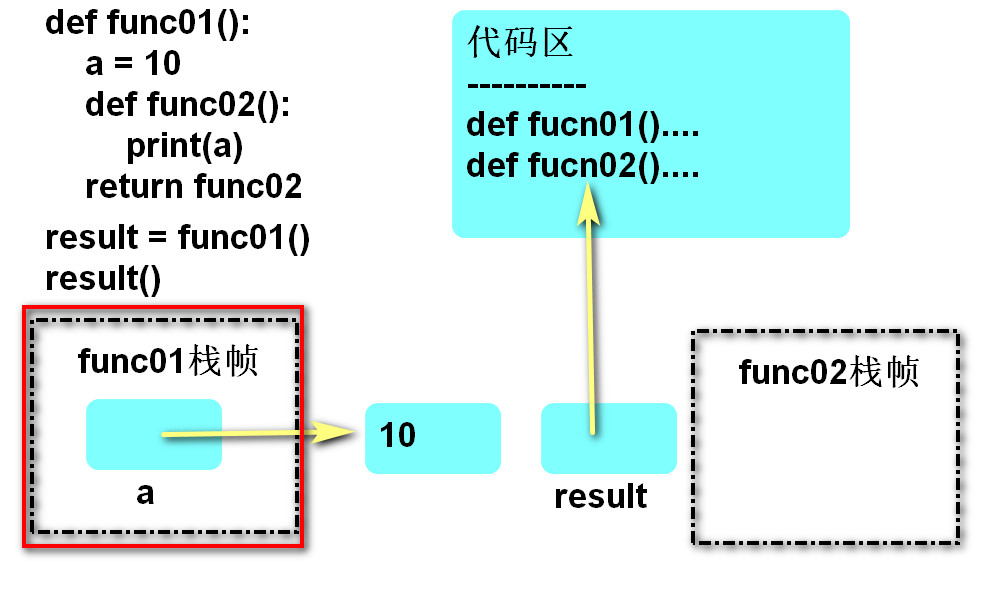 def func01():
a = 10
def func02():
print(a)
return func02
result = func01()
result()
代码区
----------
def fucn01()....
def fucn02()....
func01栈帧
a
10
result
func02栈帧